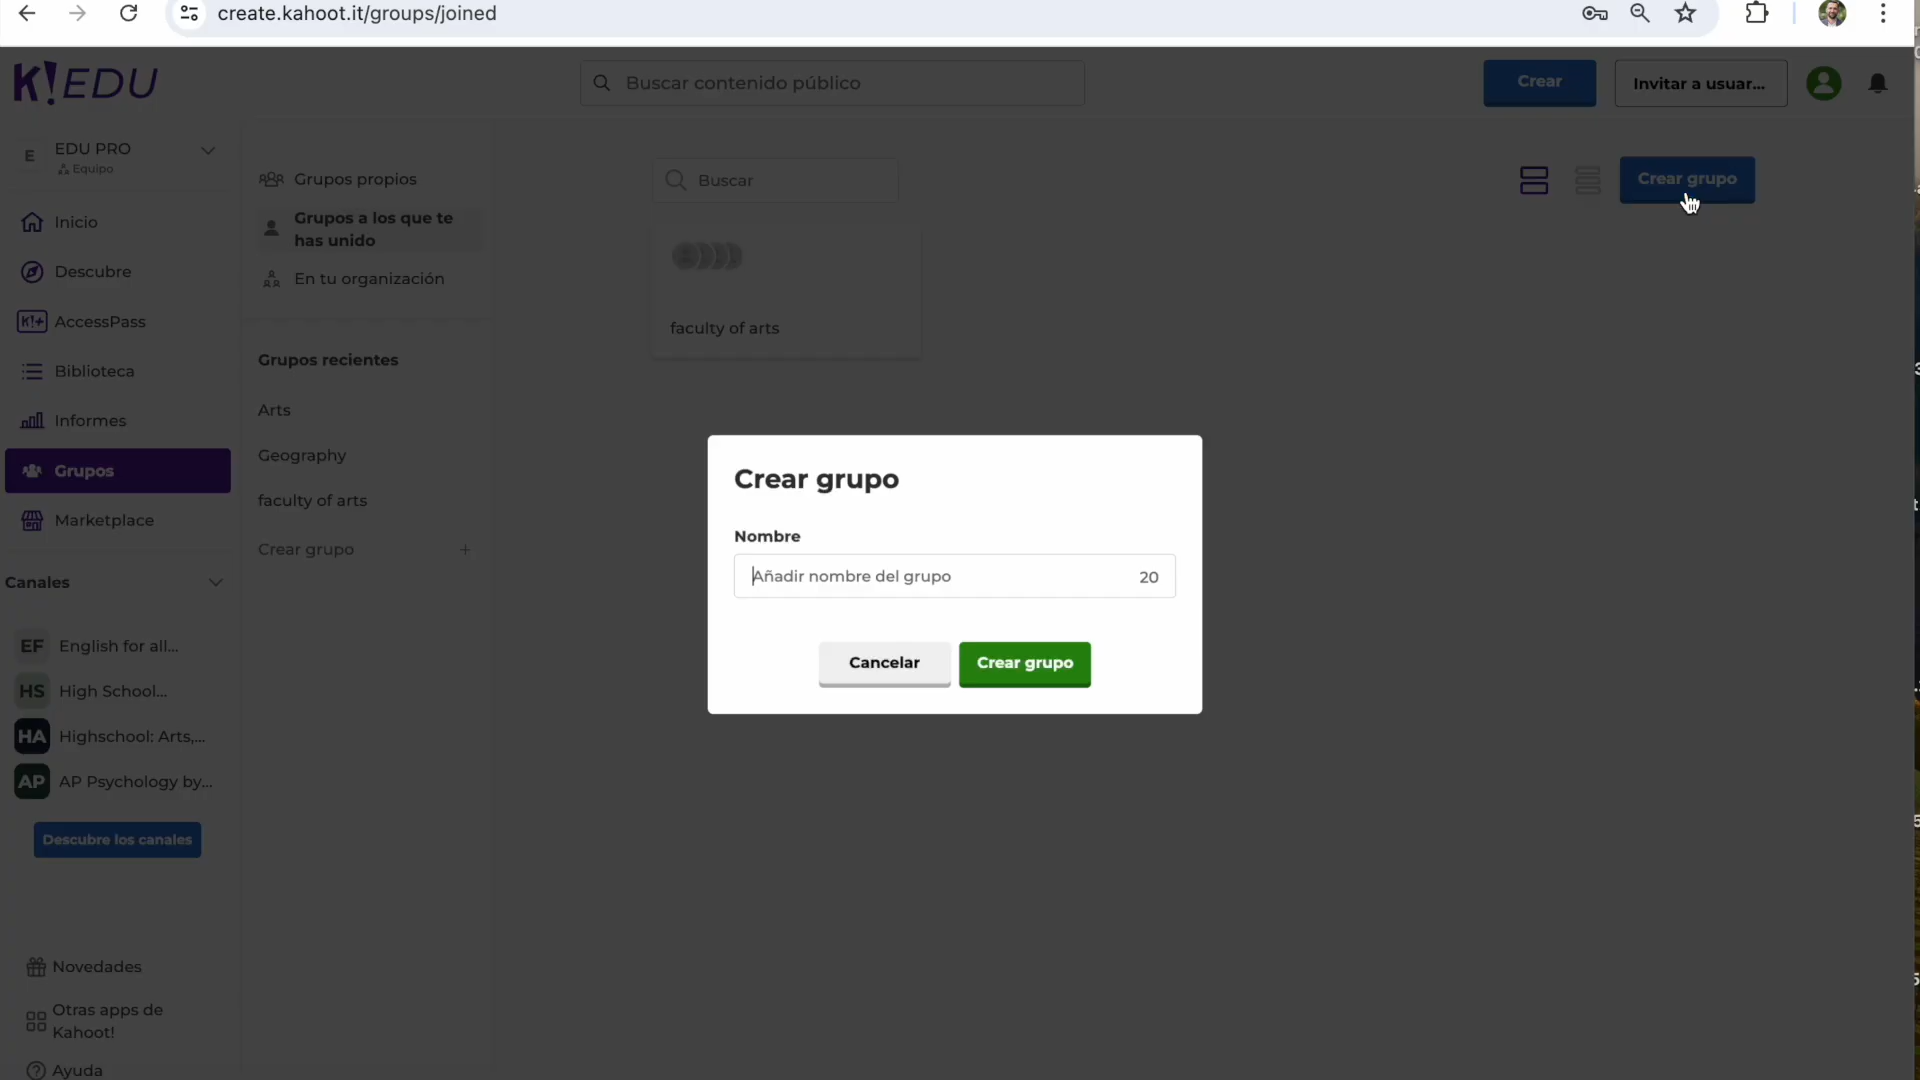 create.kahoot.it/groups/joined
K!EDU
Buscar contenido público
Crear
Invitar a usuar...
E
EDU PRO
Equipo
Inicio
Descubre
K!+ AccessPass
Biblioteca
Informes
Grupos
Marketplace
Canales
EF English for all...
HS High School...
HA Highschool: Arts,...
AP AP Psychology by...
Descubre los canales
Novedades
Otras apps de
Kahoot!
Ayuda
Grupos propios
Grupos a los que te
has unido
En tu organización
Grupos recientes
Arts
Geography
faculty of arts
Crear grupo +
Buscar
Crear grupo
faculty of arts
Crear grupo
Nombre
Añadir nombre del grupo 20
Cancelar
Crear grupo